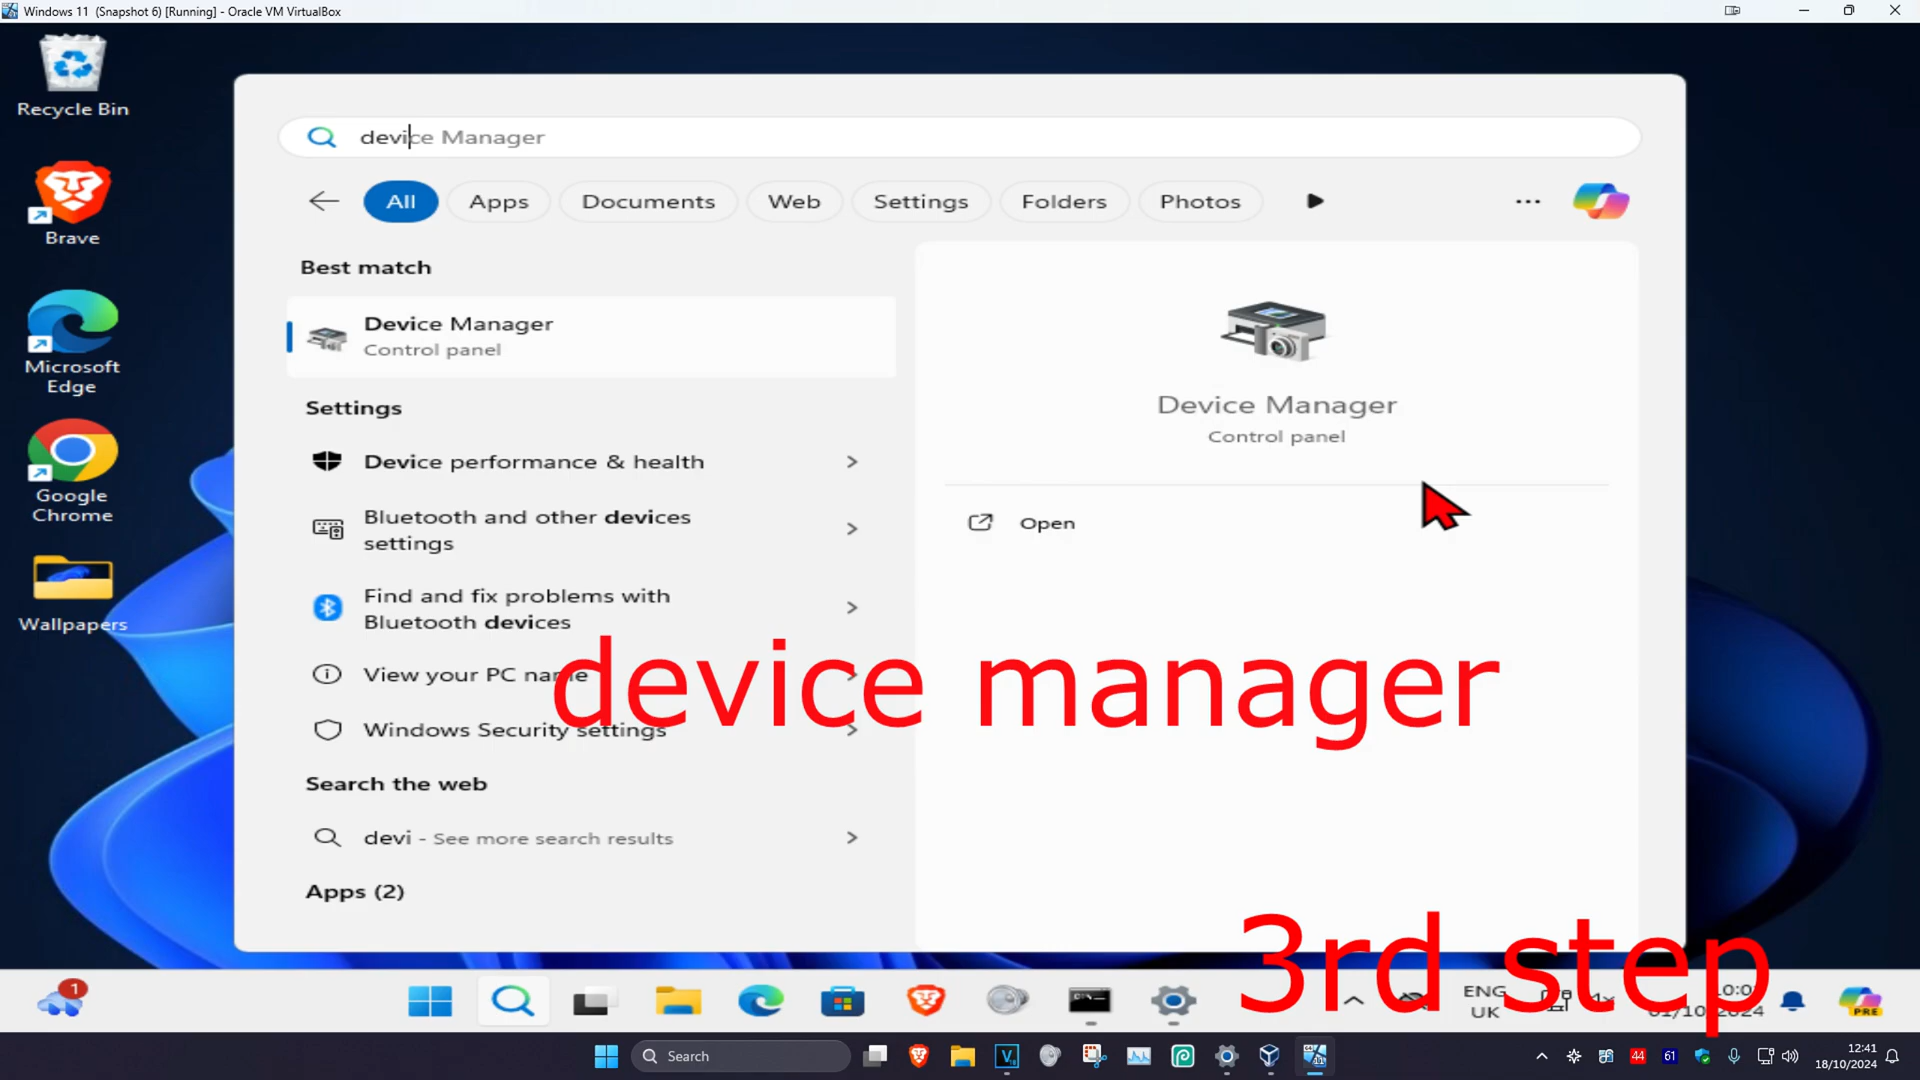 Windows 11 (Snapshot 6) [Running] - Oracle VM VirtualBox
Recycle Bin
Brave
Microsoft
Edge
Google
Chrome
Wallpapers
device Manager
All
Apps
Documents
Web
Settings
Folders
Photos
Best match
Device Manager
Control panel
Settings
Device performance & health
Bluetooth and other devices
settings
Find and fix problems with
Bluetooth devices
View your PC name
Windows Security settings
Search the web
devi - See more search results
Apps (2)
Device Manager
Control panel
Open
device manager
3rd step
1
ENG
UK
PRE
Search
44
61
12:41
18/10/2024